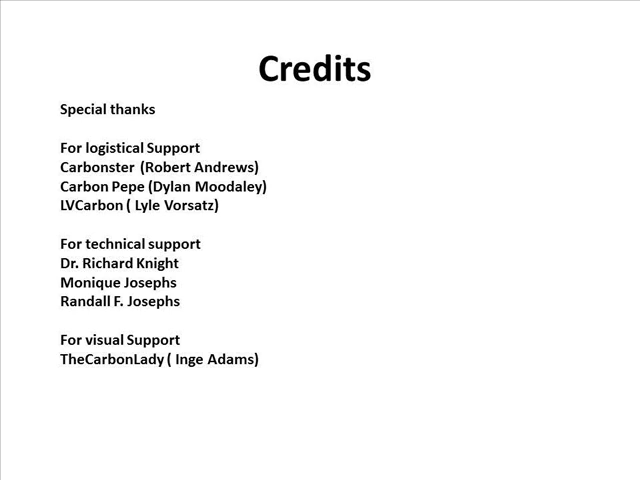 Credits
Special thanks
For logistical Support
Carbonster (Robert Andrews)
Carbon Pepe (Dylan Moodaley)
LVCarbon ( Lyle Vorsatz)
For technical support
Dr. Richard Knight
Monique Josephs
Randall F. Josephs
For visual Support
TheCarbonLady ( Inge Adams)